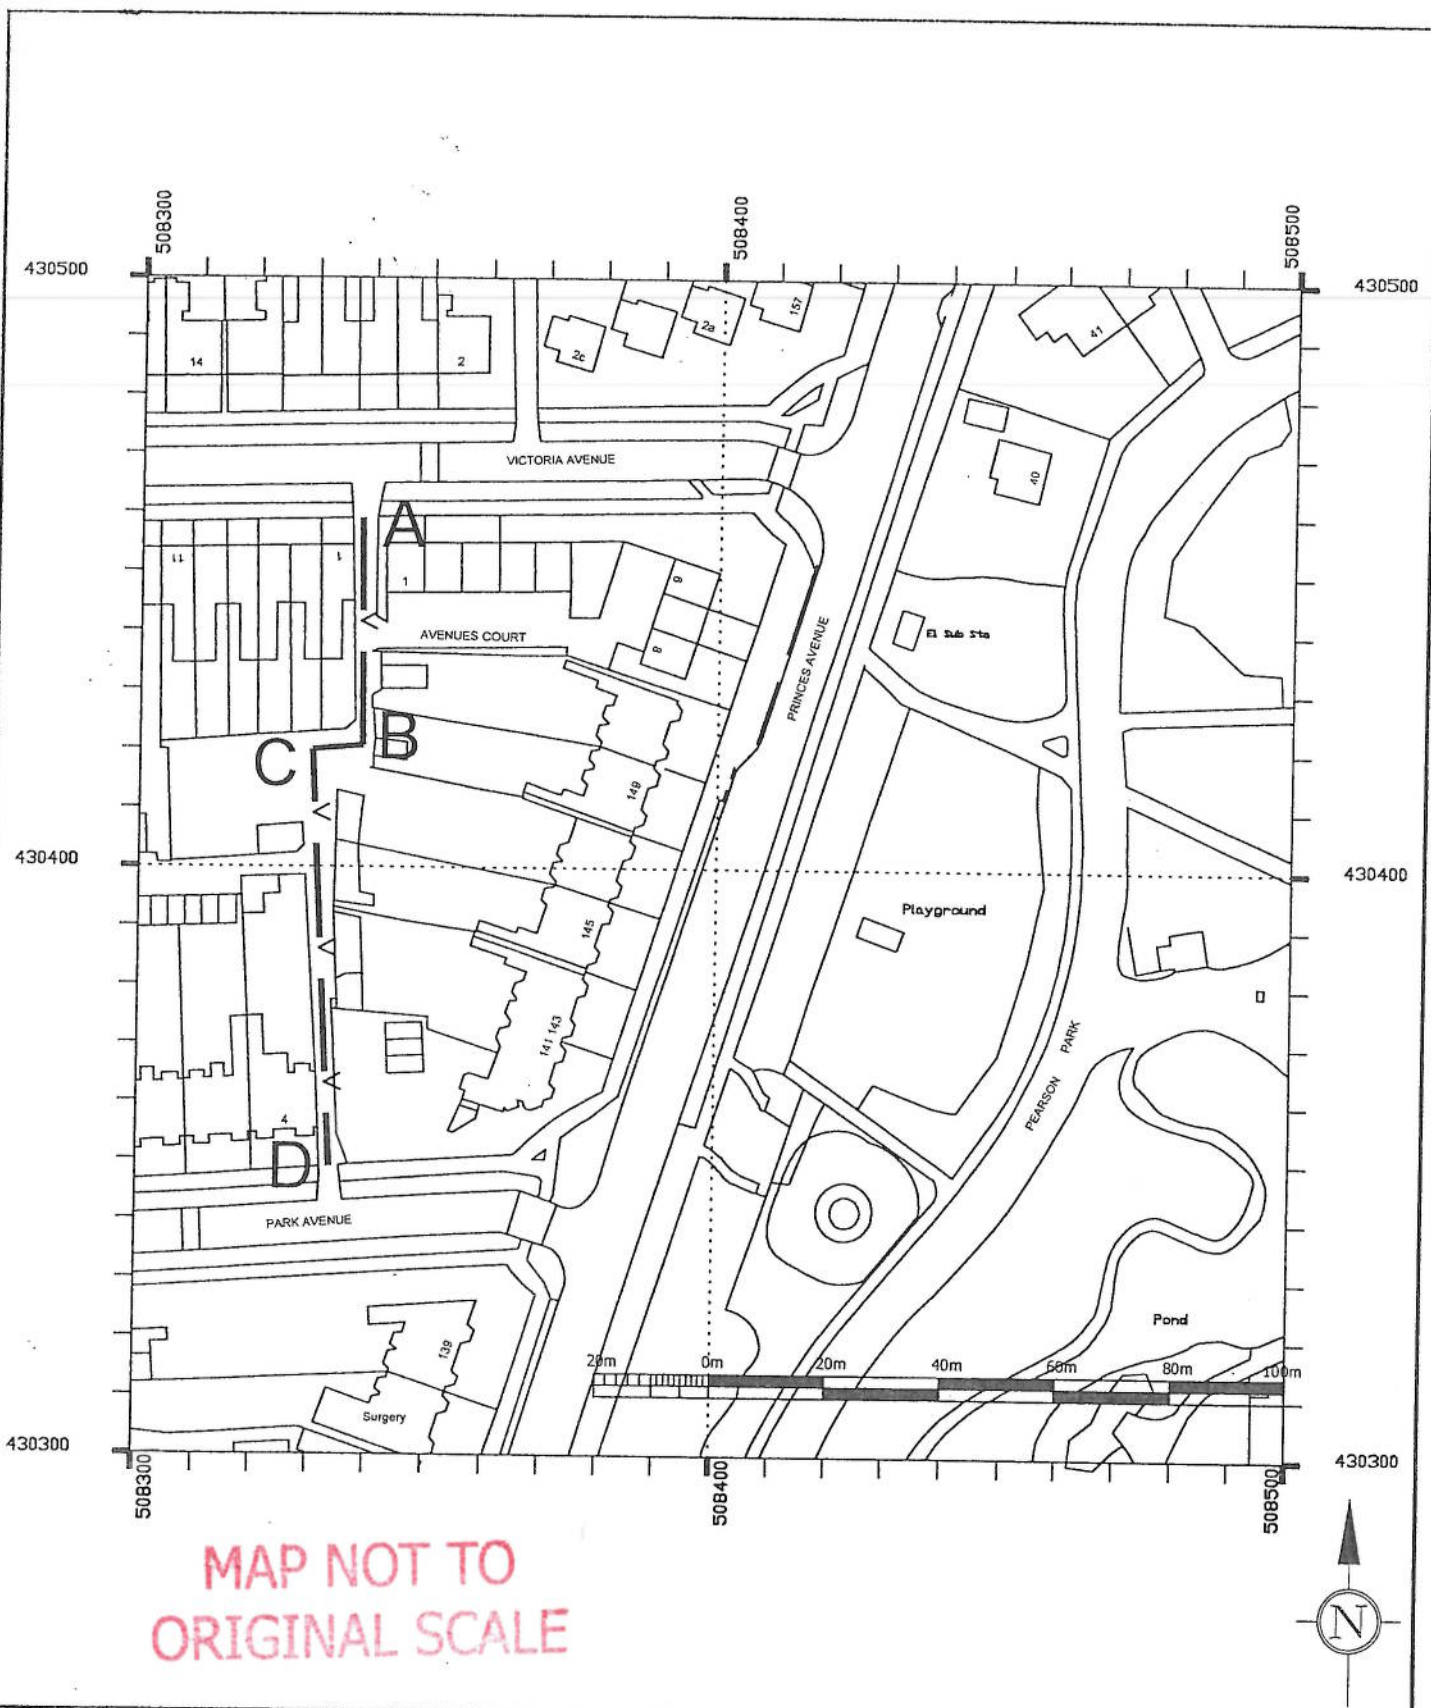 508300
508400
508500
430500
430500
14
2
2c
2a
157
41
VICTORIA AVENUE
40
A
11
1
1
9
AVENUES COURT
8
El Sub Sta
PRINCES AVENUE
B
C
149
430400
430400
Playground
145
143
141
PEARSON PARK
4
D
PARK AVENUE
Pond
139
20m
0m
20m
40m
60m
80m
100m
Surgery
430300
430300
508300
508400
508500
MAP NOT TO
ORIGINAL SCALE
N